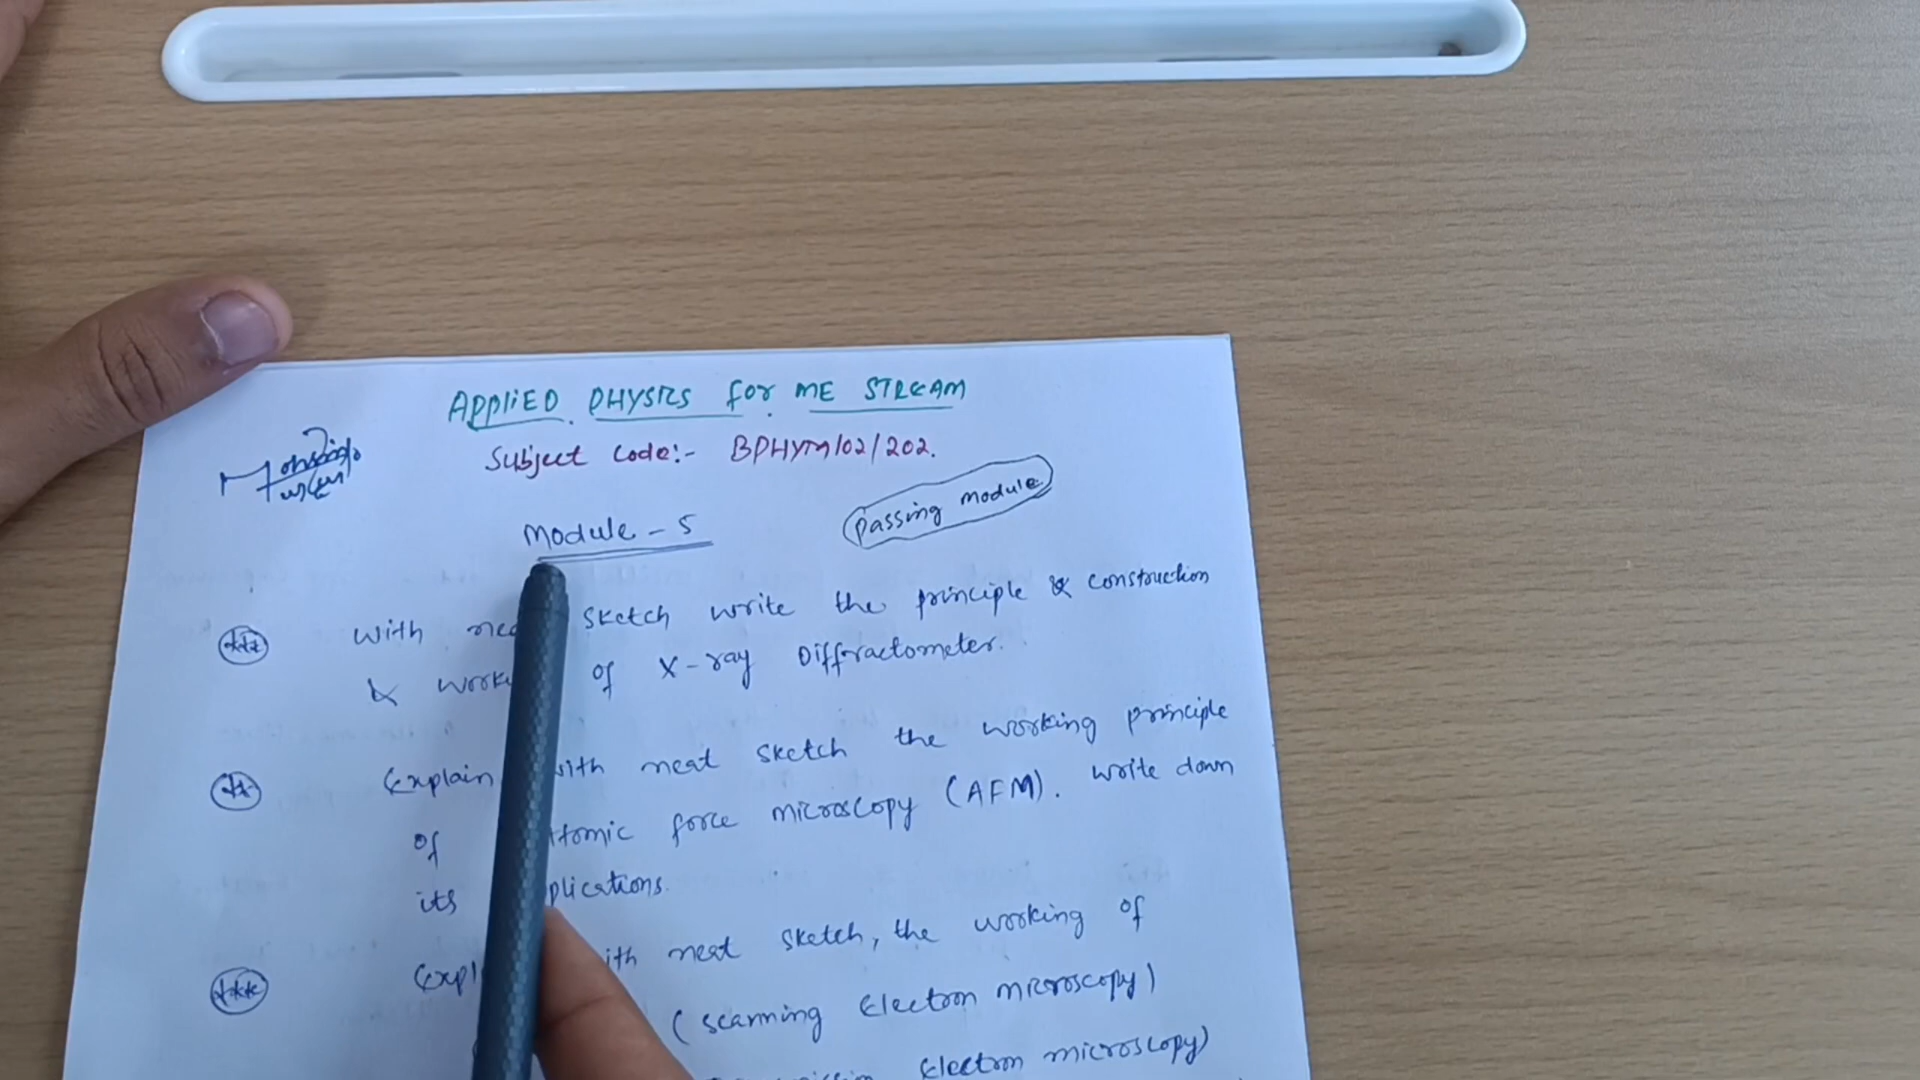 APPLIED PHYSICS for ME STREAM
Subject Code:- BPHYM102/202.
Module - 5
Passing module
With sketch write the principle & construction
& of X-ray Diffractometer.
Explain with neat sketch the working principle
of Atomic force microscopy (AFM). Write down
its applications.
with neat sketch, the working of
(Scanning Electron microscopy)
Electron microscopy)